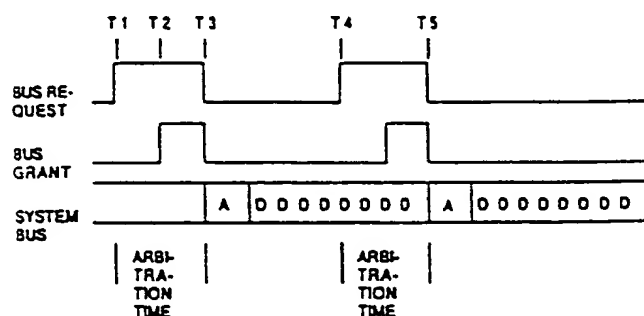 T1 T2 T3 T4 T5
BUS RE-
QUEST
BUS
GRANT
SYSTEM
BUS
A D D D D D D D D A D D D D D D D D
ARBI-
TRA-
TION
TIME
ARBI-
TRA-
TION
TIME